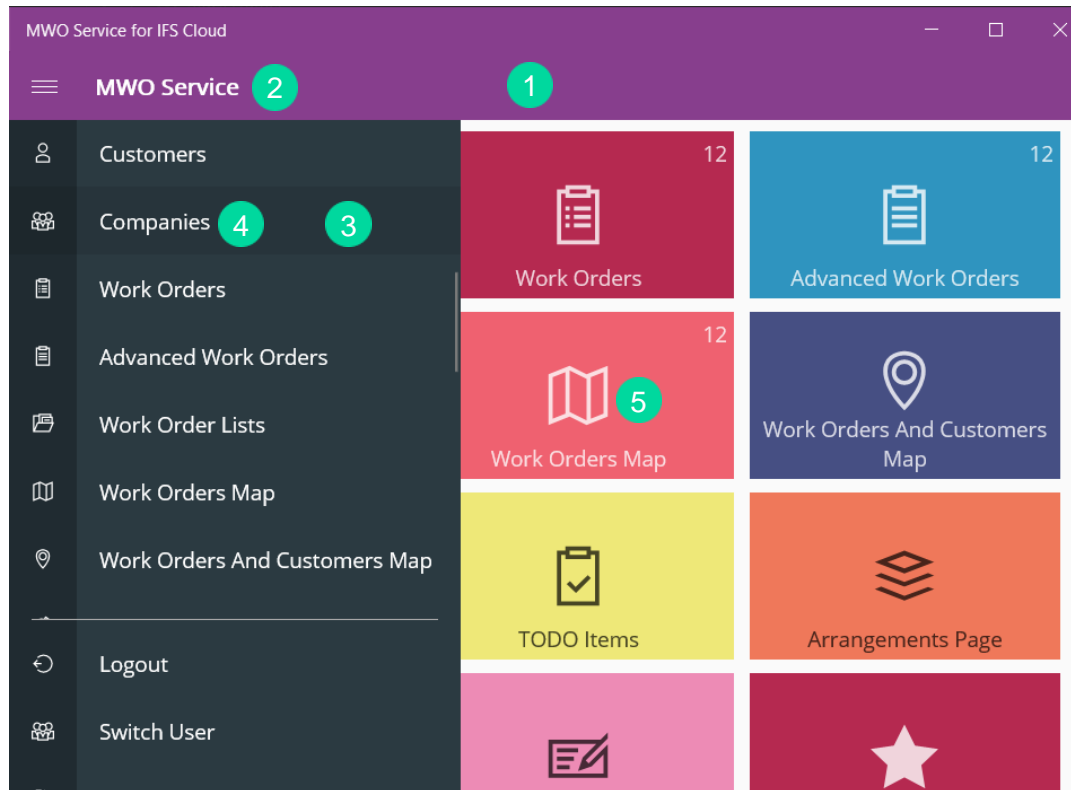 MWO Service for IFS Cloud
MWO Service 2 1
Customers
Companies 4 3
Work Orders
Advanced Work Orders
Work Order Lists
Work Orders Map
Work Orders And Customers Map
Logout
Switch User
12
Work Orders
12
Advanced Work Orders
12
5
Work Orders Map
Work Orders And Customers
Map
TODO Items
Arrangements Page